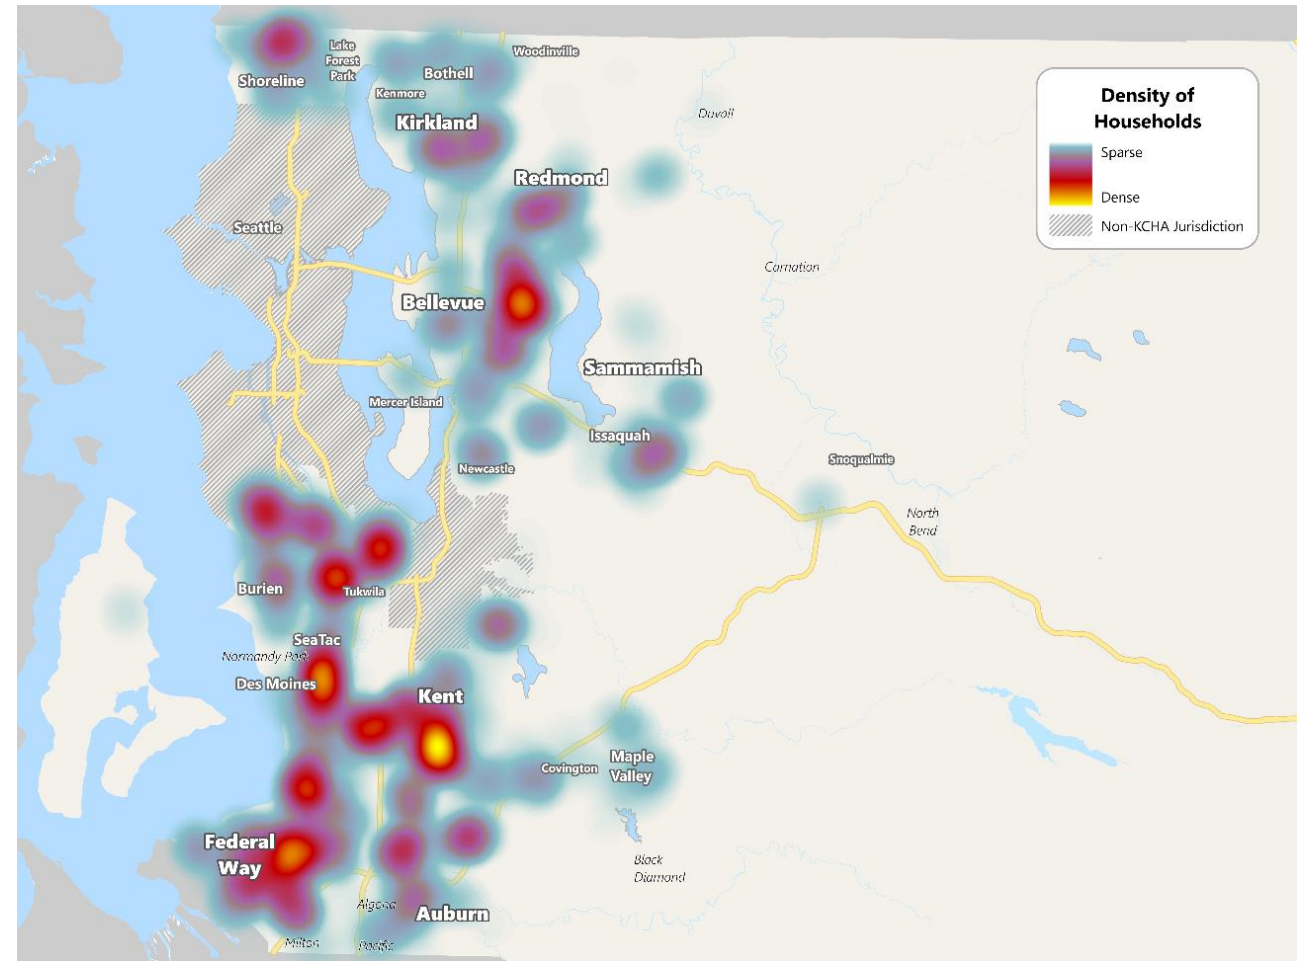 Lake
Forest
Park
Woodinville
Bothell
Shoreline
Kenmore
Duvall
Kirkland
Redmond
Seattle
Carnation
Bellevue
Sammamish
Mercer Island
Issaquah
Newcastle
Snoqualmie
North
Bend
Burien
Tukwila
SeaTac
Normandy Park
Des Moines
Kent
Maple
Valley
Covington
Federal
Way
Black
Diamond
Algona
Auburn
Milton
Pacific
Density of
Households
Sparse
Dense
Non-KCHA Jurisdiction